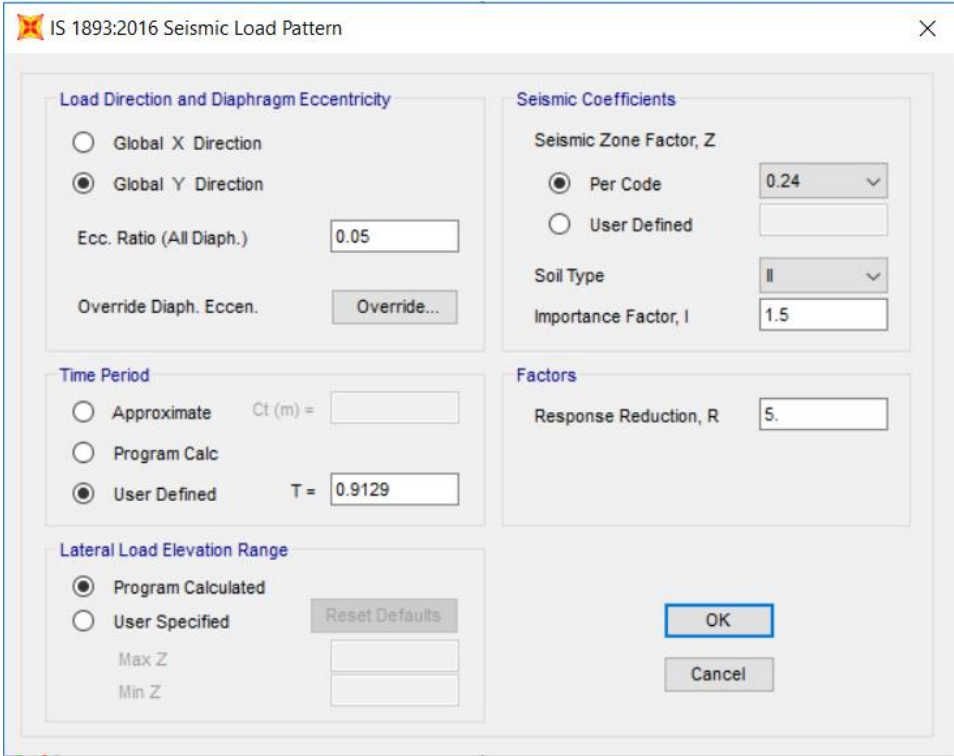 IS 1893:2016 Seismic Load Pattern
Load Direction and Diaphragm Eccentricity
Global X Direction
Global Y Direction
Ecc. Ratio (All Diaph.) 0.05
Override Diaph. Eccen. Override...
Time Period
Approximate Ct (m) =
Program Calc
User Defined T = 0.9129
Lateral Load Elevation Range
Program Calculated
User Specified Reset Defaults
Max Z
Min Z
Seismic Coefficients
Seismic Zone Factor, Z
Per Code 0.24
User Defined
Soil Type II
Importance Factor, I 1.5
Factors
Response Reduction, R 5.
OK
Cancel